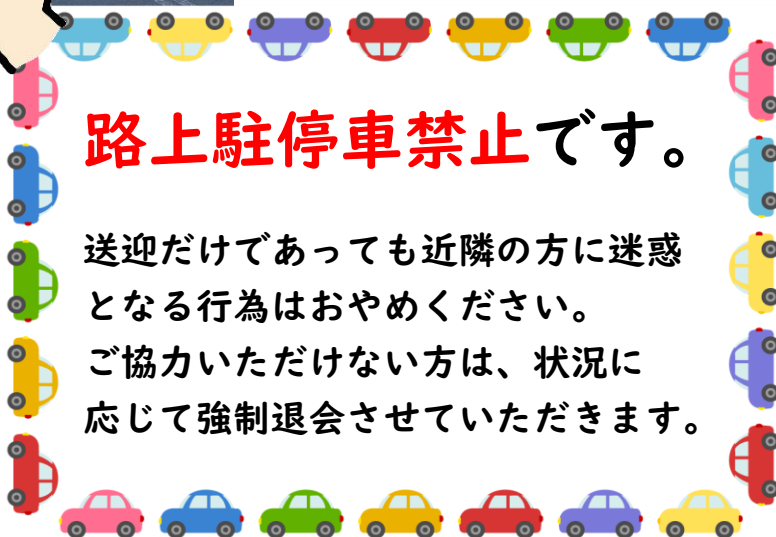 路上駐停車禁止です。
送迎だけであっても近隣の方に迷惑
となる行為はおやめください。
ご協力いただけない方は、状況に
応じて強制退会させていただきます。